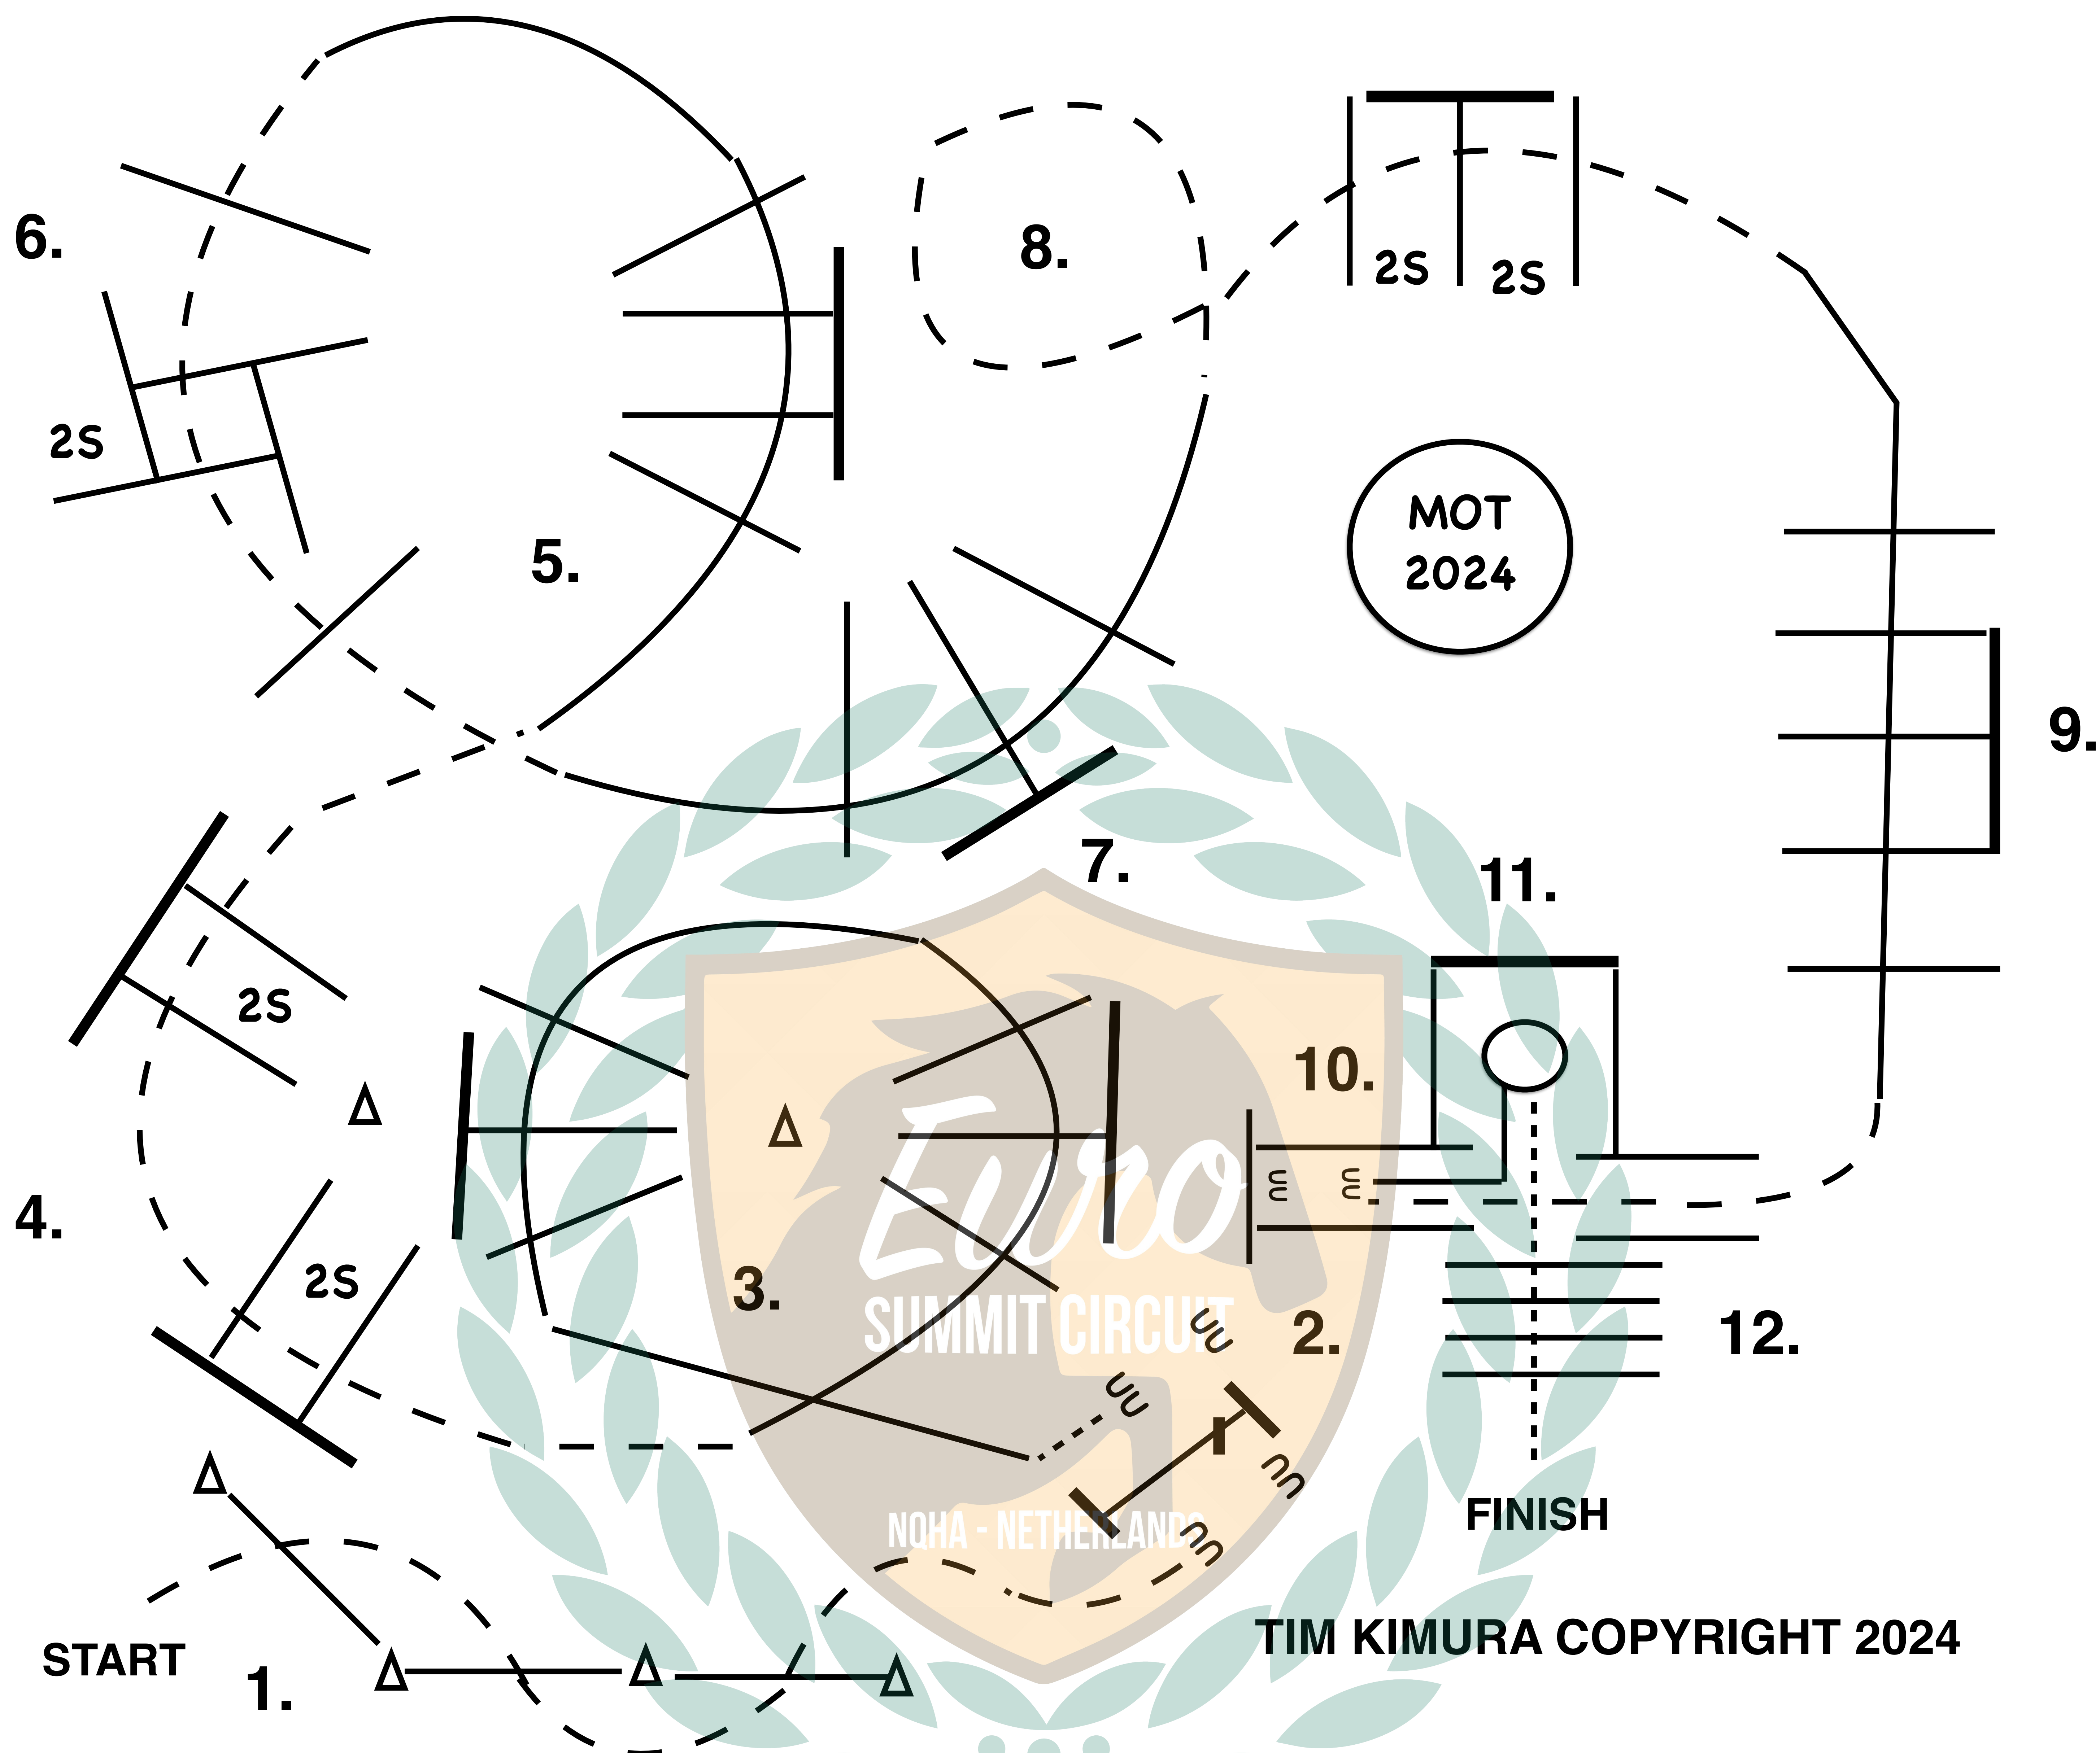 6.
8.
2S
2S
MOT
2024
2S
5.
9.
7.
11.
2S
10.
4.
2S
3.
Euro
SUMMIT CIRCUIT
2.
12.
NQHA - NETHERLANDS
FINISH
START
1.
TIM KIMURA COPYRIGHT 2024